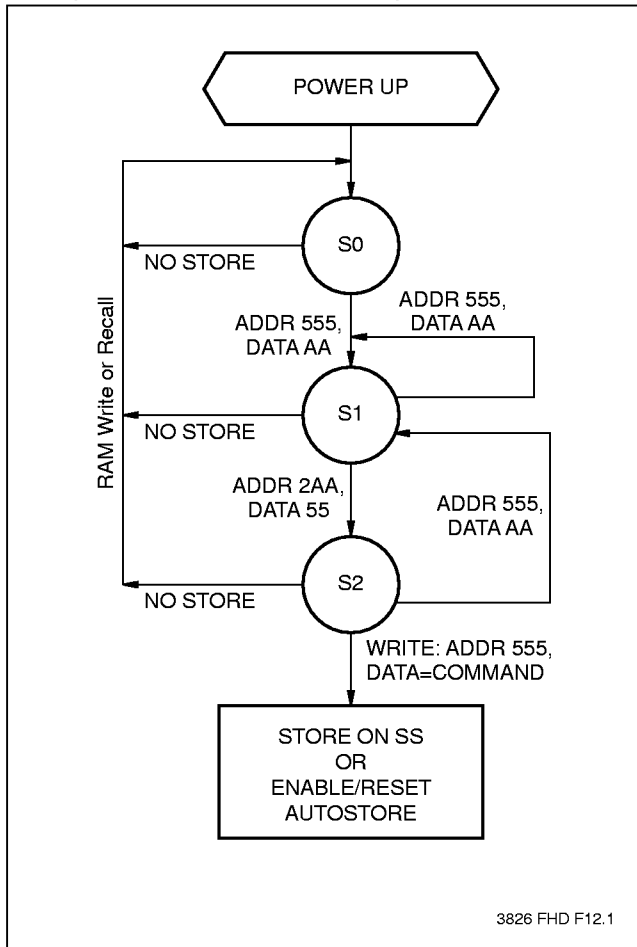 POWER UP
S0
NO STORE
ADDR 555,
DATA AA
ADDR 555,
DATA AA
RAM Write or Recall
S1
NO STORE
ADDR 2AA,
DATA 55
ADDR 555,
DATA AA
S2
NO STORE
WRITE: ADDR 555,
DATA=COMMAND
STORE ON SS
OR
ENABLE/RESET
AUTOSTORE
3826 FHD F12.1